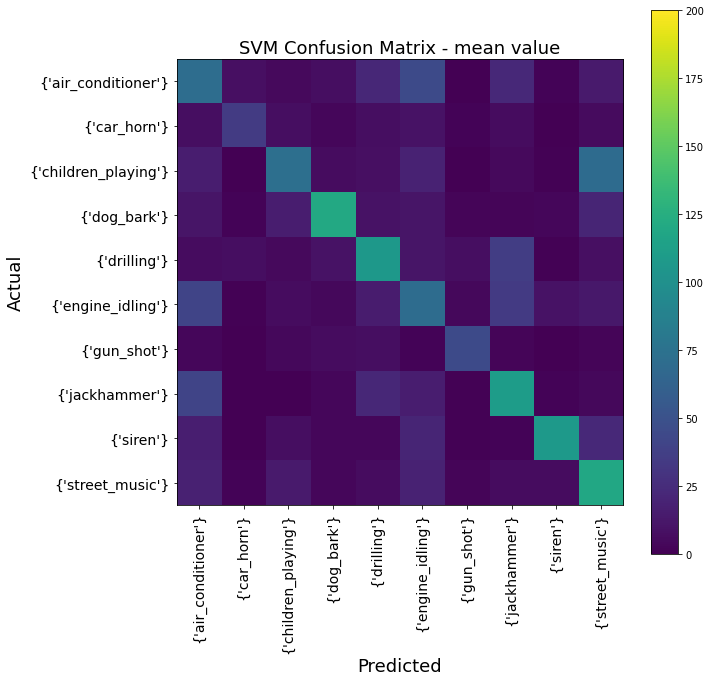 SVM Confusion Matrix - mean value
Actual
{'air_conditioner'}
{'car_horn'}
{'children_playing'}
{'dog_bark'}
{'drilling'}
{'engine_idling'}
{'gun_shot'}
{'jackhammer'}
{'siren'}
{'street_music'}
{'air_conditioner'}
{'car_horn'}
{'children_playing'}
{'dog_bark'}
{'drilling'}
{'engine_idling'}
{'gun_shot'}
{'jackhammer'}
{'siren'}
{'street_music'}
Predicted
200
175
150
125
100
75
50
25
0